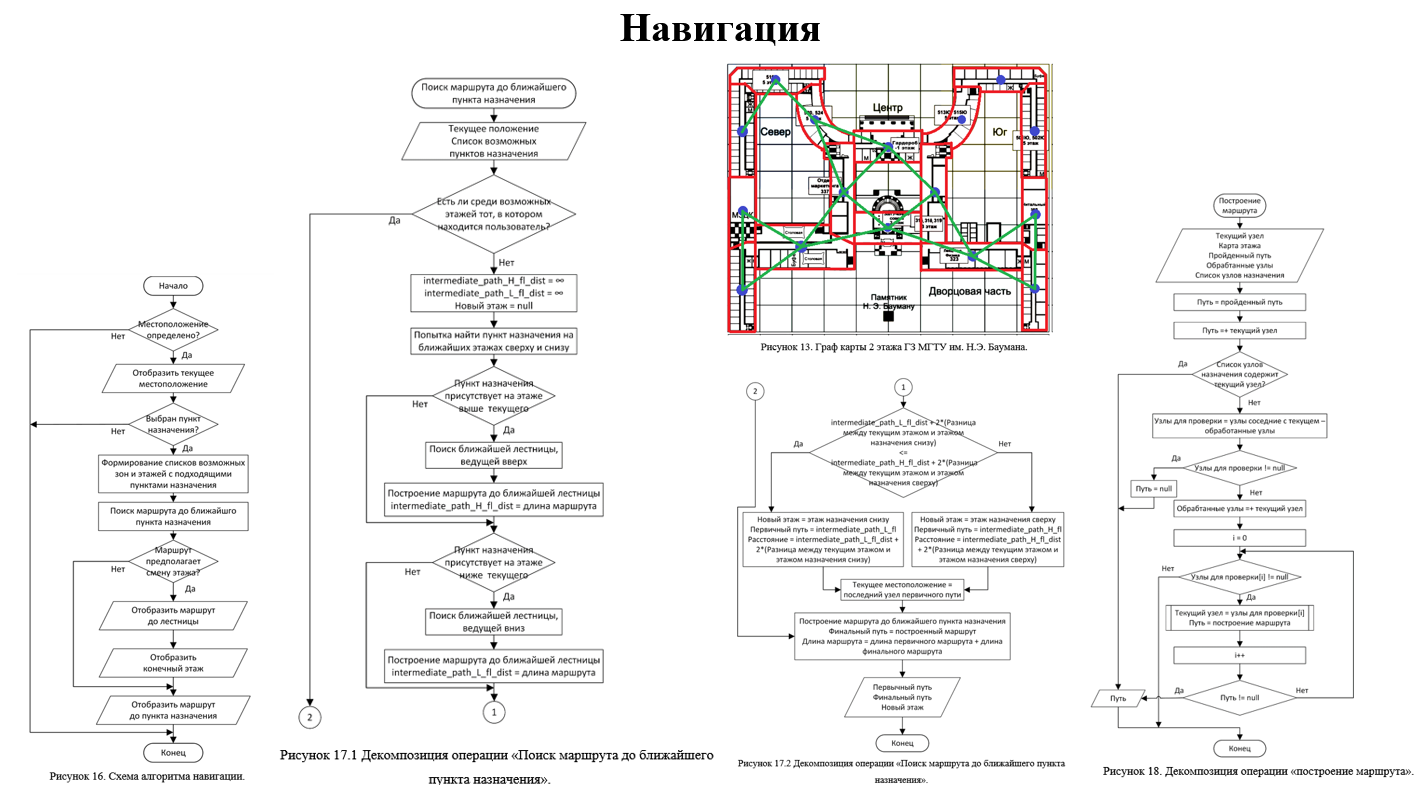 Навигация
Начало
Местоположение
определено?
Нет
Да
Отобразить текущее
местоположение
Выбран пункт
назначения?
Нет
Да
Формирование списков возможных
зон и этажей с подходящими
пунктами назначения
Поиск маршрута до ближайшго
пункта назначения
Маршрут
предполагает
смену этажа?
Нет
Да
Отобразить маршрут
до лестницы
Отобразить
конечный этаж
Отобразить маршрут
до пункта назначения
Конец
Рисунок 16. Схема алгоритма навигации.
Поиск маршрута до ближайшего
пункта назначения
Текущее положение
Список возможных
пунктов назначения
Есть ли среди возможных
этажей тот, в котором
находится пользователь?
Да
Нет
intermediate_path_H_fl_dist = ∞
intermediate_path_L_fl_dist = ∞
Новый этаж = null
Попытка найти пункт назначения на
ближайших этажах сверху и снизу
Пункт назначения
присутствует на этаже
выше текущего
Нет
Да
Поиск ближайшей лестницы,
ведущей вверх
Построение маршрута до ближайшей лестницы
intermediate_path_H_fl_dist = длина маршрута
Пункт назначения
присутствует на этаже
ниже текущего
Нет
Да
Поиск ближайшей лестницы,
ведущей вниз
Построение маршрута до ближайшей лестницы
intermediate_path_L_fl_dist = длина маршрута
2
1
Рисунок 17.1 Декомпозиция операции «Поиск маршрута до ближайшего
пункта назначения».
Центр
Север
Юг
Гардероб
-1 этаж
М
Ж
513Ю, 515Ю
5 этаж
Отдел
маркетинга
337
Столовая
Столовая
323
Памятник
Н. Э. Бауману
Дворцовая часть
Рисунок 13. Граф карты 2 этажа ГЗ МГТУ им. Н.Э. Баумана.
2
1
intermediate_path_L_fl_dist + 2*(Разница
между текущим этажом и этажом
назначения снизу)
<=
intermediate_path_H_fl_dist + 2*(Разница
между текущим этажом и этажом
назначения сверху)
Да
Нет
Новый этаж = этаж назначения снизу
Первичный путь = intermediate_path_L_fl
Расстояние = intermediate_path_L_fl_dist +
2*(Разница между текущим этажом и
этажом назначения снизу)
Новый этаж = этаж назначения сверху
Первичный путь = intermediate_path_H_fl
Расстояние = intermediate_path_H_fl_dist
+ 2*(Разница между текущим этажом и
этажом назначения сверху)
Текущее местоположение =
последний узел первичного пути
Построение маршрута до ближайшего пункта назначения
Финальный путь = построенный маршрут
Длина маршрута = длина первичного маршрута + длина
финального маршрута
Первычный путь
Финальный путь
Новый этаж
Конец
Рисунок 17.2 Декомпозиция операции «Поиск маршрута до ближайшего пункта
назначения».
Построение
маршрута
Текущий узел
Карта этажа
Пройденный путь
Обрабтанные узлы
Список узлов назначения
Путь = пройденный путь
Путь =+ текущий узел
Список узлов
назначения содержит
текущий узел?
Да
Нет
Узлы для проверки = узлы соседние с текущем –
обработанные узлы
Узлы для проверки != null
Да
Нет
Путь = null
Обрабтанные узлы =+ текущий узел
i = 0
Узлы для проверки[i] != null
Нет
Да
Текущий узел = узлы для проверки[i]
Путь = построение маршрута
i++
Путь != null
Да
Нет
Путь
Конец
Рисунок 18. Декомпозиция операции «построение маршрута».